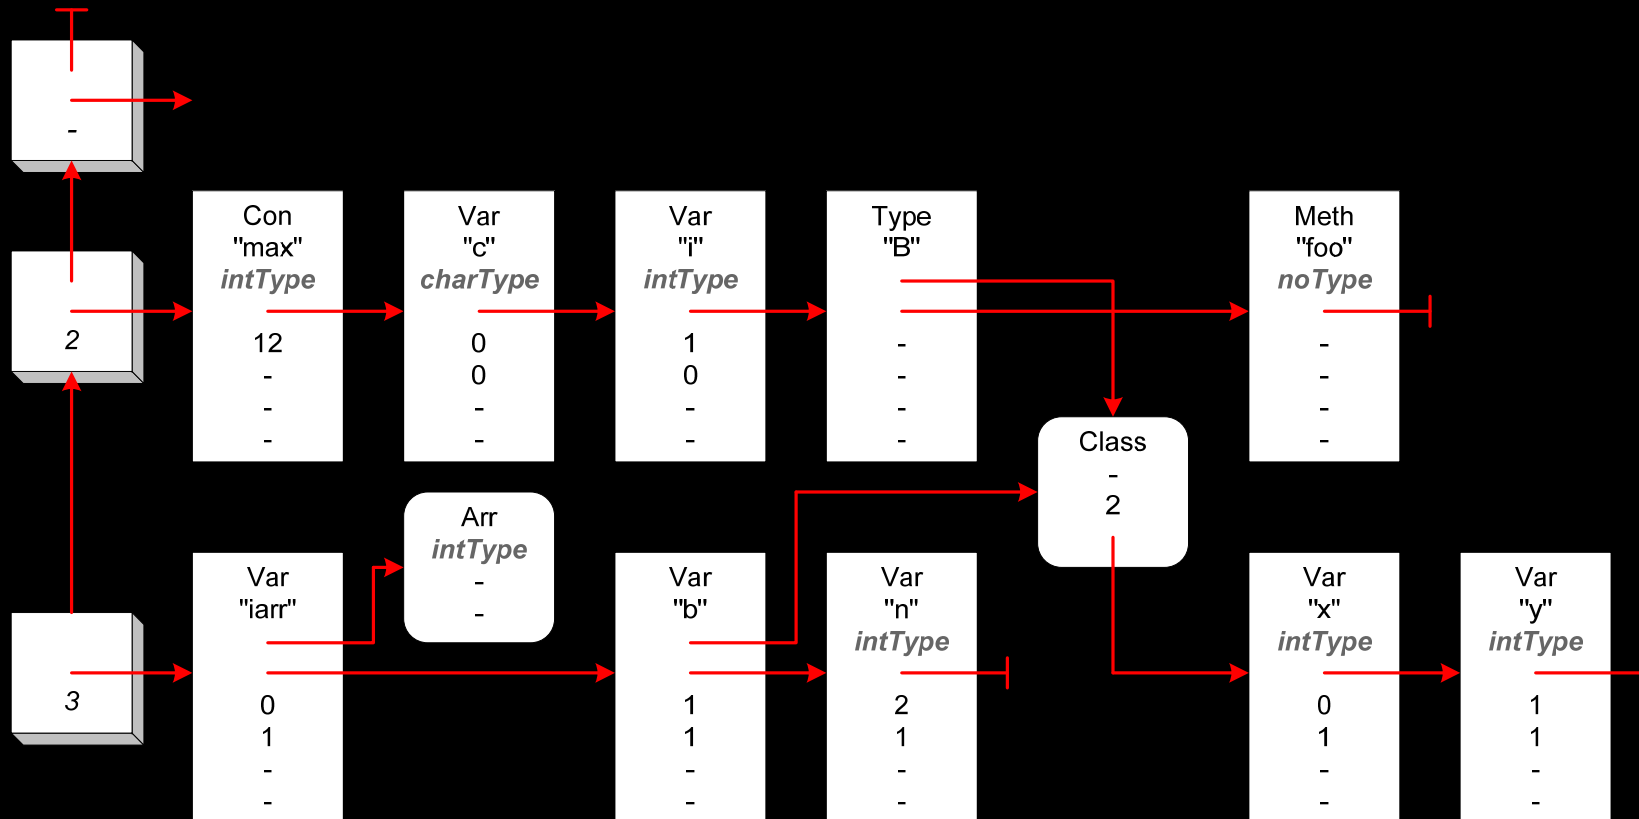 -
2
Con
"max"
intType
12
-
-
-
Var
"c"
charType
0
0
-
-
Var
"i"
intType
1
0
-
-
Type
"B"
-
-
-
-
Meth
"foo"
noType
-
-
-
-
Class
-
2
Arr
intType
-
-
3
Var
"iarr"
0
1
-
-
Var
"b"
1
1
-
-
Var
"n"
intType
2
1
-
-
Var
"x"
intType
0
1
-
-
Var
"y"
intType
1
1
-
-